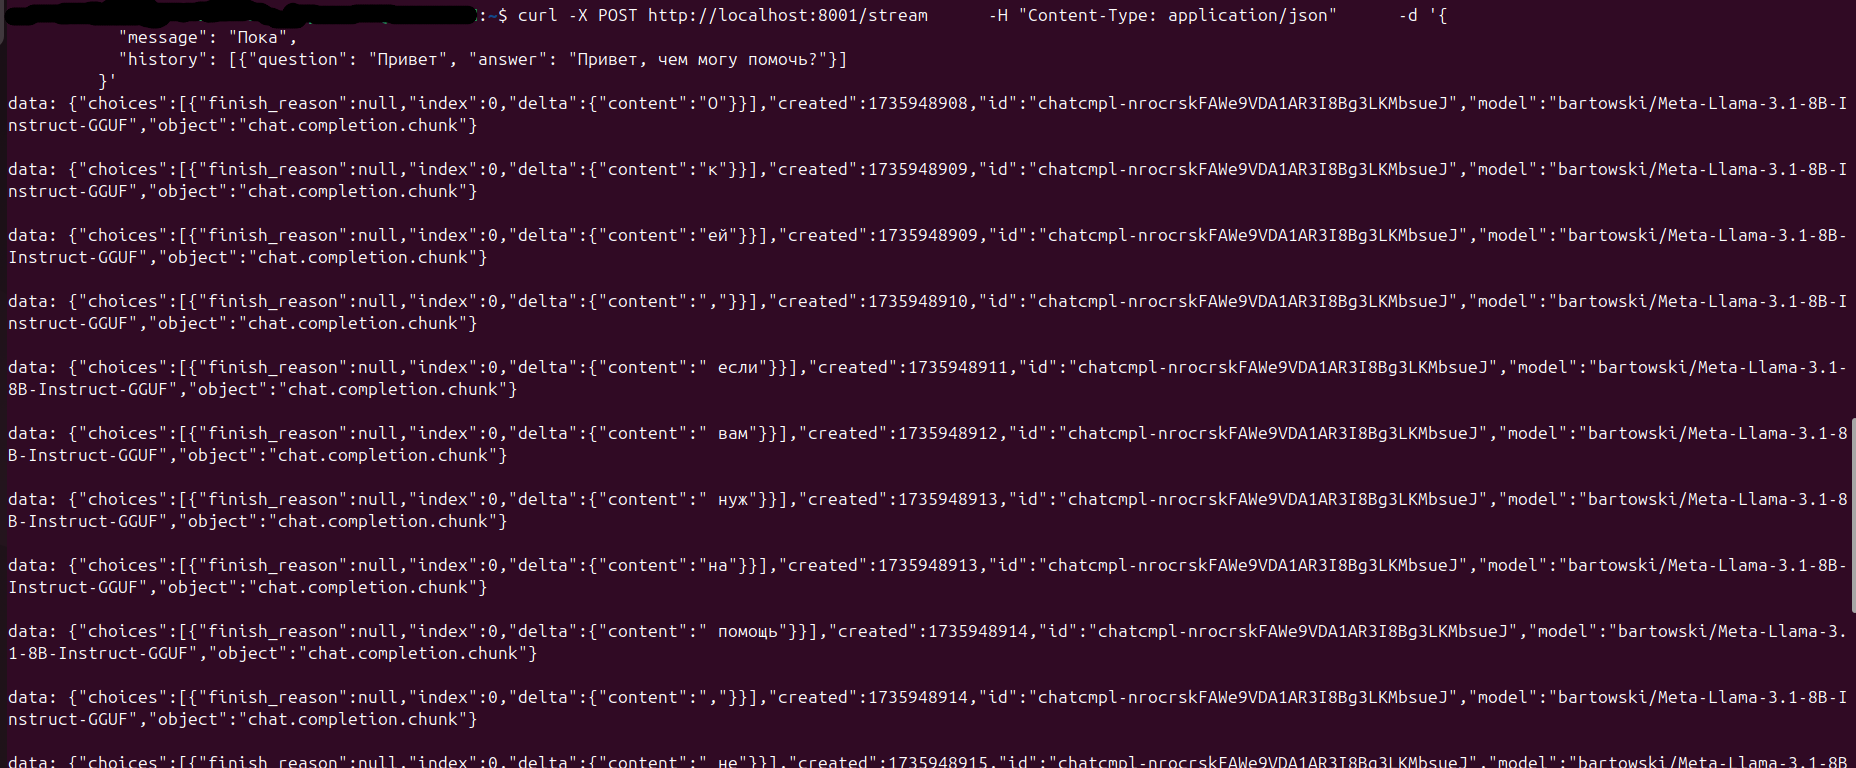 :~$ curl -X POST http://localhost:8001/stream      -H "Content-Type: application/json"      -d '{
"message": "Пока",
"history": [{"question": "Привет", "answer": "Привет, чем могу помочь?"}]
}'
data: {"choices":[{"finish_reason":null,"index":0,"delta":{"content":"О"}}],"created":1735948908,"id":"chatcmpl-nrocrskFAWe9VDA1AR3I8Bg3LKMbsueJ","model":"bartowski/Meta-Llama-3.1-8B-I
nstruct-GGUF","object":"chat.completion.chunk"}
data: {"choices":[{"finish_reason":null,"index":0,"delta":{"content":"к"}}],"created":1735948909,"id":"chatcmpl-nrocrskFAWe9VDA1AR3I8Bg3LKMbsueJ","model":"bartowski/Meta-Llama-3.1-8B-I
nstruct-GGUF","object":"chat.completion.chunk"}
data: {"choices":[{"finish_reason":null,"index":0,"delta":{"content":"ей"}}],"created":1735948909,"id":"chatcmpl-nrocrskFAWe9VDA1AR3I8Bg3LKMbsueJ","model":"bartowski/Meta-Llama-3.1-8B-
Instruct-GGUF","object":"chat.completion.chunk"}
data: {"choices":[{"finish_reason":null,"index":0,"delta":{"content":","}}],"created":1735948910,"id":"chatcmpl-nrocrskFAWe9VDA1AR3I8Bg3LKMbsueJ","model":"bartowski/Meta-Llama-3.1-8B-I
nstruct-GGUF","object":"chat.completion.chunk"}
data: {"choices":[{"finish_reason":null,"index":0,"delta":{"content":" если"}}],"created":1735948911,"id":"chatcmpl-nrocrskFAWe9VDA1AR3I8Bg3LKMbsueJ","model":"bartowski/Meta-Llama-3.1-
8B-Instruct-GGUF","object":"chat.completion.chunk"}
data: {"choices":[{"finish_reason":null,"index":0,"delta":{"content":" вам"}}],"created":1735948912,"id":"chatcmpl-nrocrskFAWe9VDA1AR3I8Bg3LKMbsueJ","model":"bartowski/Meta-Llama-3.1-8
B-Instruct-GGUF","object":"chat.completion.chunk"}
data: {"choices":[{"finish_reason":null,"index":0,"delta":{"content":" нуж"}}],"created":1735948913,"id":"chatcmpl-nrocrskFAWe9VDA1AR3I8Bg3LKMbsueJ","model":"bartowski/Meta-Llama-3.1-8
B-Instruct-GGUF","object":"chat.completion.chunk"}
data: {"choices":[{"finish_reason":null,"index":0,"delta":{"content":"на"}}],"created":1735948913,"id":"chatcmpl-nrocrskFAWe9VDA1AR3I8Bg3LKMbsueJ","model":"bartowski/Meta-Llama-3.1-8B-
Instruct-GGUF","object":"chat.completion.chunk"}
data: {"choices":[{"finish_reason":null,"index":0,"delta":{"content":" помощь"}}],"created":1735948914,"id":"chatcmpl-nrocrskFAWe9VDA1AR3I8Bg3LKMbsueJ","model":"bartowski/Meta-Llama-3.
1-8B-Instruct-GGUF","object":"chat.completion.chunk"}
data: {"choices":[{"finish_reason":null,"index":0,"delta":{"content":","}}],"created":1735948914,"id":"chatcmpl-nrocrskFAWe9VDA1AR3I8Bg3LKMbsueJ","model":"bartowski/Meta-Llama-3.1-8B-I
nstruct-GGUF","object":"chat.completion.chunk"}
data: {"choices":[{"finish_reason":null,"index":0,"delta":{"content":" не"}}],"created":1735948915,"id":"chatcmpl-nrocrskFAWe9VDA1AR3I8Bg3LKMbsueJ","model":"bartowski/Meta-Llama-3.1-8B